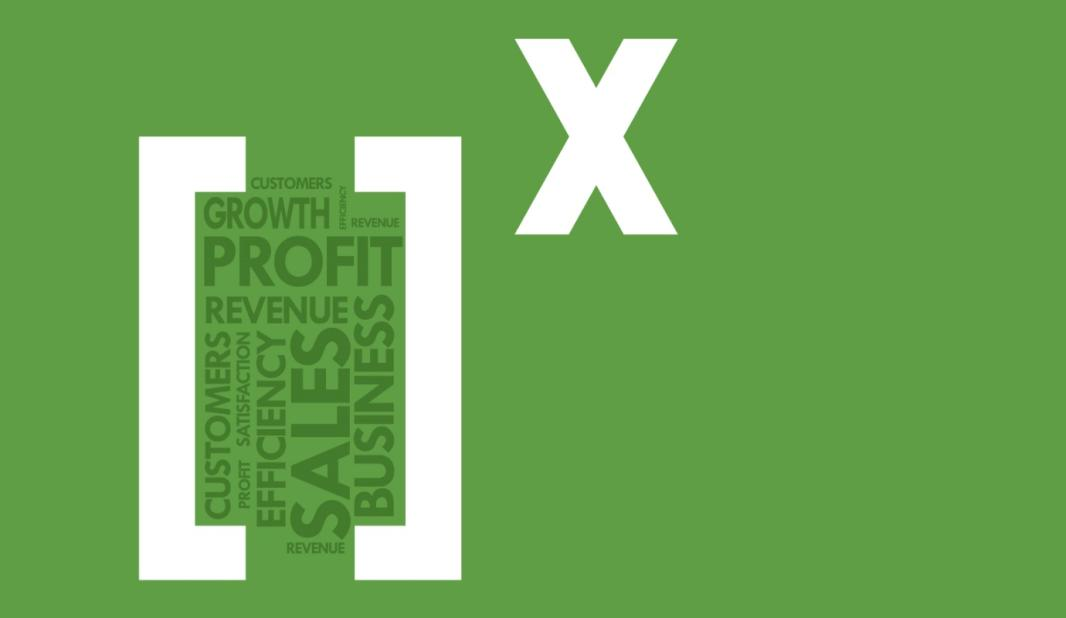 X
[ ]
CUSTOMERS
GROWTH
EFFICIENCY
REVENUE
PROFIT
REVENUE
CUSTOMERS
SATISFACTION
PROFIT
EFFICIENCY
SALES
BUSINESS
REVENUE